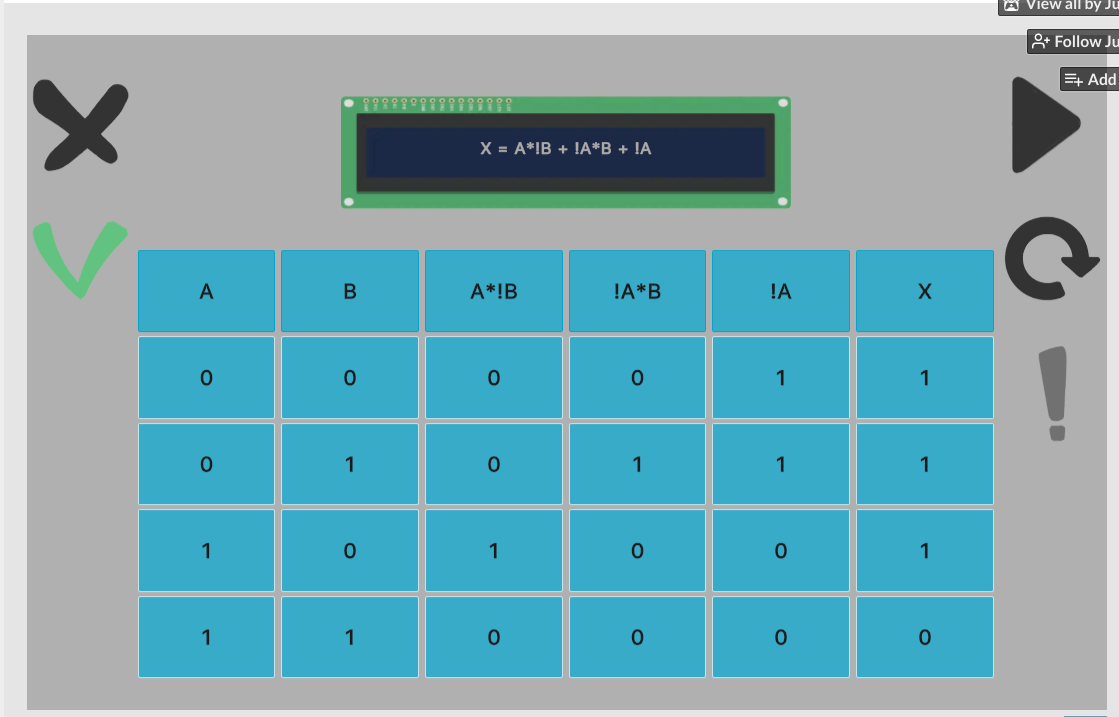 View all by Ju
Follow Ju
Add
X = A*!B + !A*B + !A
A B A*!B !A*B !A X
0 0 0 0 1 1
0 1 0 1 1 1
1 0 1 0 0 1
1 1 0 0 0 0